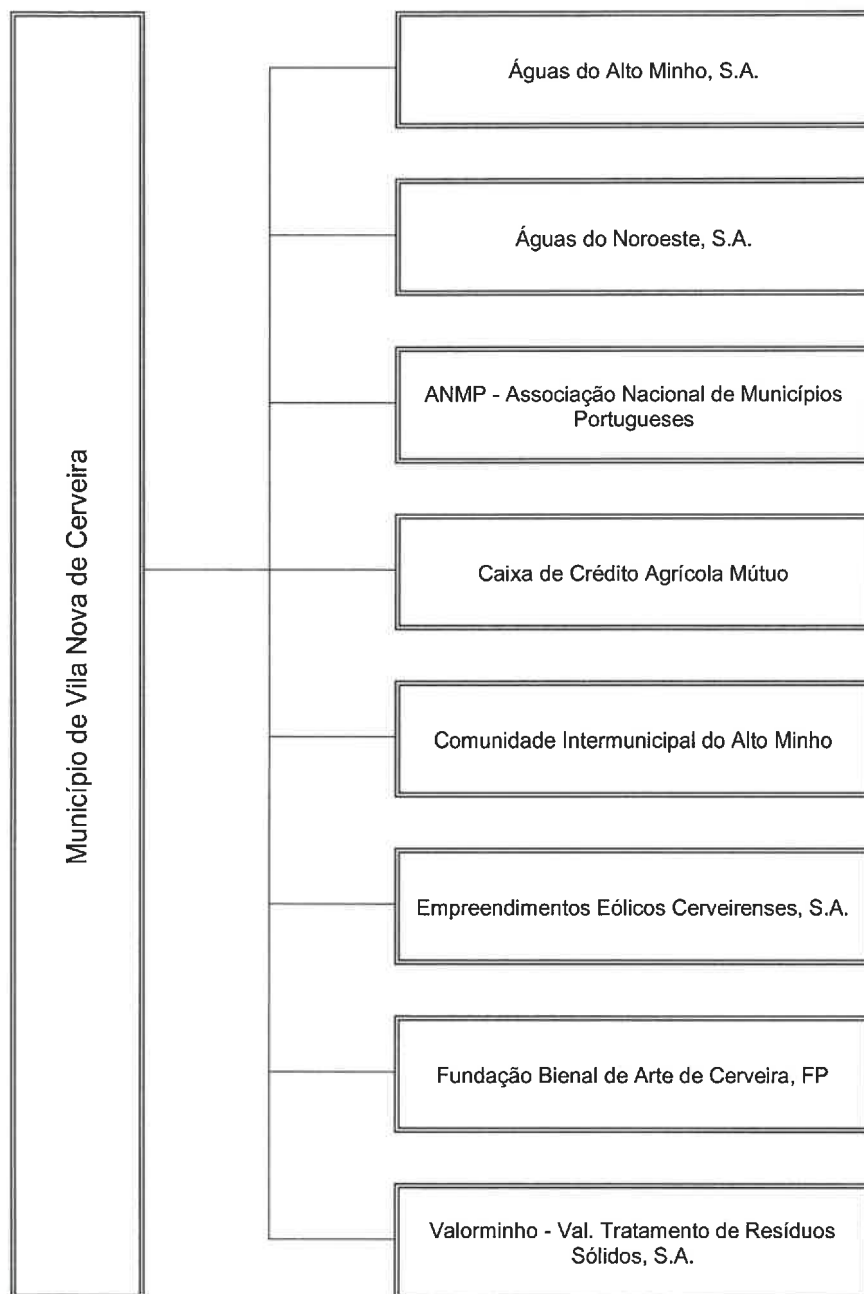 Município de Vila Nova de Cerveira
Águas do Alto Minho, S.A.
Águas do Noroeste, S.A.
ANMP - Associação Nacional de Municípios
Portugueses
Caixa de Crédito Agrícola Mútuo
Comunidade Intermunicipal do Alto Minho
Empreendimentos Eólicos Cerveirenses, S.A.
Fundação Bienal de Arte de Cerveira, FP
Valorminho - Val. Tratamento de Resíduos
Sólidos, S.A.